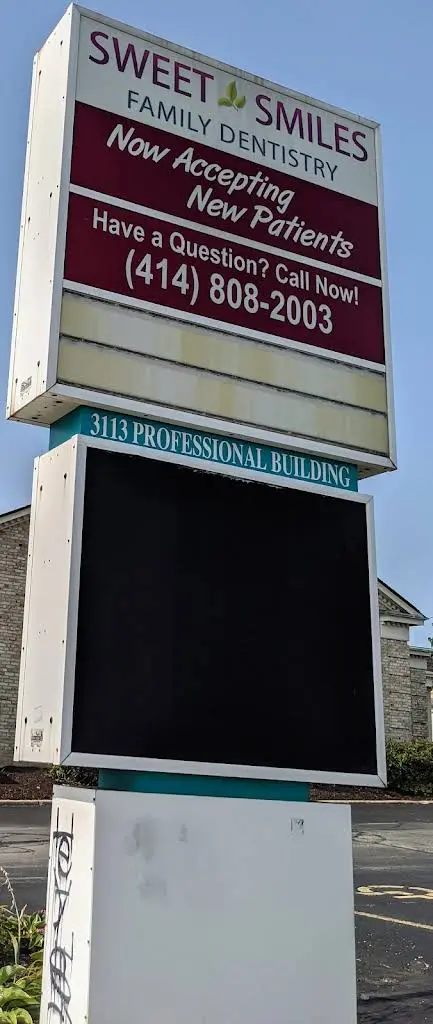 SWEET SMILES
FAMILY DENTISTRY
Now Accepting
New Patients
Have a Question? Call Now!
(414) 808-2003
3113 PROFESSIONAL BUILDING